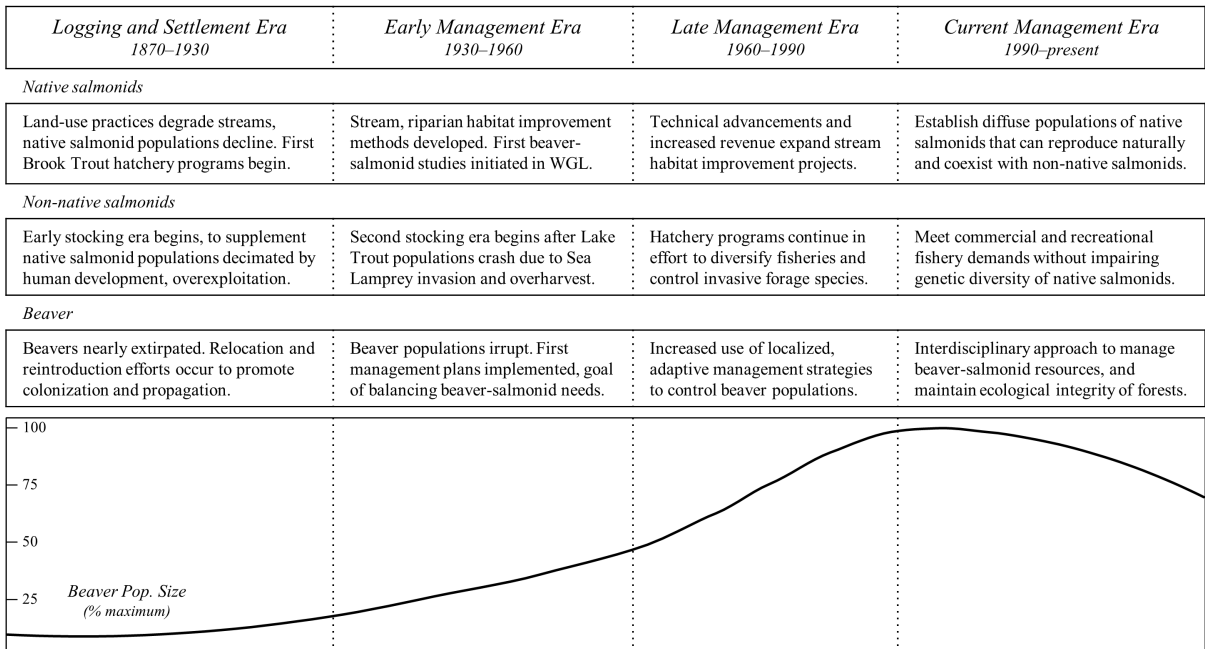 Logging and Settlement Era
1870–1930
Early Management Era
1930–1960
Late Management Era
1960–1990
Current Management Era
1990–present
Native salmonids
Land-use practices degrade streams,
native salmonid populations decline. First
Brook Trout hatchery programs begin.
Stream, riparian habitat improvement
methods developed. First beaver-
salmonid studies initiated in WGL.
Technical advancements and
increased revenue expand stream
habitat improvement projects.
Establish diffuse populations of native
salmonids that can reproduce naturally
and coexist with non-native salmonids.
Non-native salmonids
Early stocking era begins, to supplement
native salmonid populations decimated by
human development, overexploitation.
Second stocking era begins after Lake
Trout populations crash due to Sea
Lamprey invasion and overharvest.
Hatchery programs continue in
effort to diversify fisheries and
control invasive forage species.
Meet commercial and recreational
fishery demands without impairing
genetic diversity of native salmonids.
Beaver
Beavers nearly extirpated. Relocation and
reintroduction efforts occur to promote
colonization and propagation.
Beaver populations irrupt. First
management plans implemented, goal
of balancing beaver-salmonid needs.
Increased use of localized,
adaptive management strategies
to control beaver populations.
Interdisciplinary approach to manage
beaver-salmonid resources, and
maintain ecological integrity of forests.
100
75
50
25
Beaver Pop. Size
(% maximum)